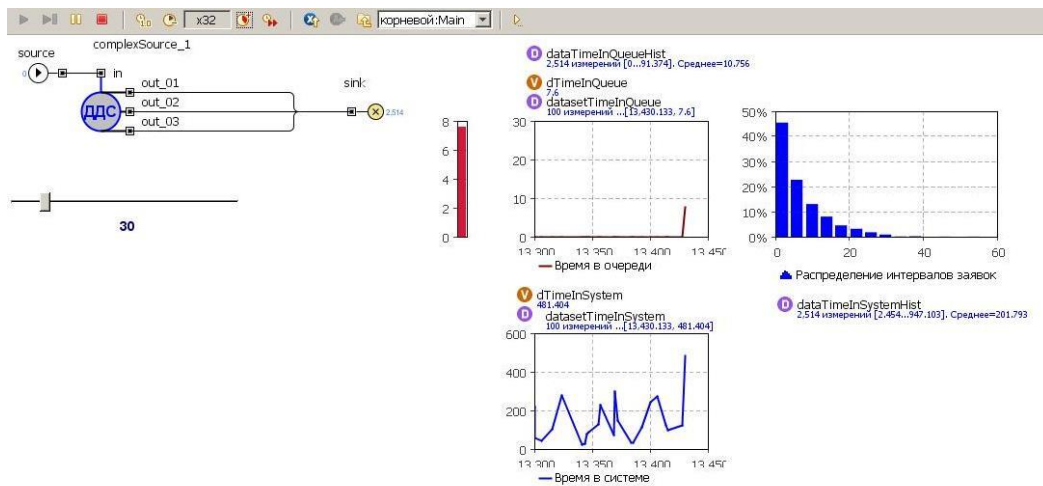 x32
корневой:Main
complexSource_1
source
0
in
out_01
out_02
out_03
ДДС
sink
2,514
30
8
6
4
2
0
dataTimeInQueueHist
2,514 измерений [0...91.374]. Среднее=10.756
dTimeInQueue
7.6
datasetTimeInQueue
100 измерений ...[13,430.133, 7.6]
30
20
10
0
13 300 13 350 13 400 13 450
Время в очереди
50%
40%
30%
20%
10%
0%
0 20 40 60
Распределение интервалов заявок
dTimeInSystem
481.404
datasetTimeInSystem
100 измерений ...[13,430.133, 481.404]
dataTimeInSystemHist
2,514 измерений [2.454...947.103]. Среднее=201.793
600
400
200
0
13 300 13 350 13 400 13 450
Время в системе